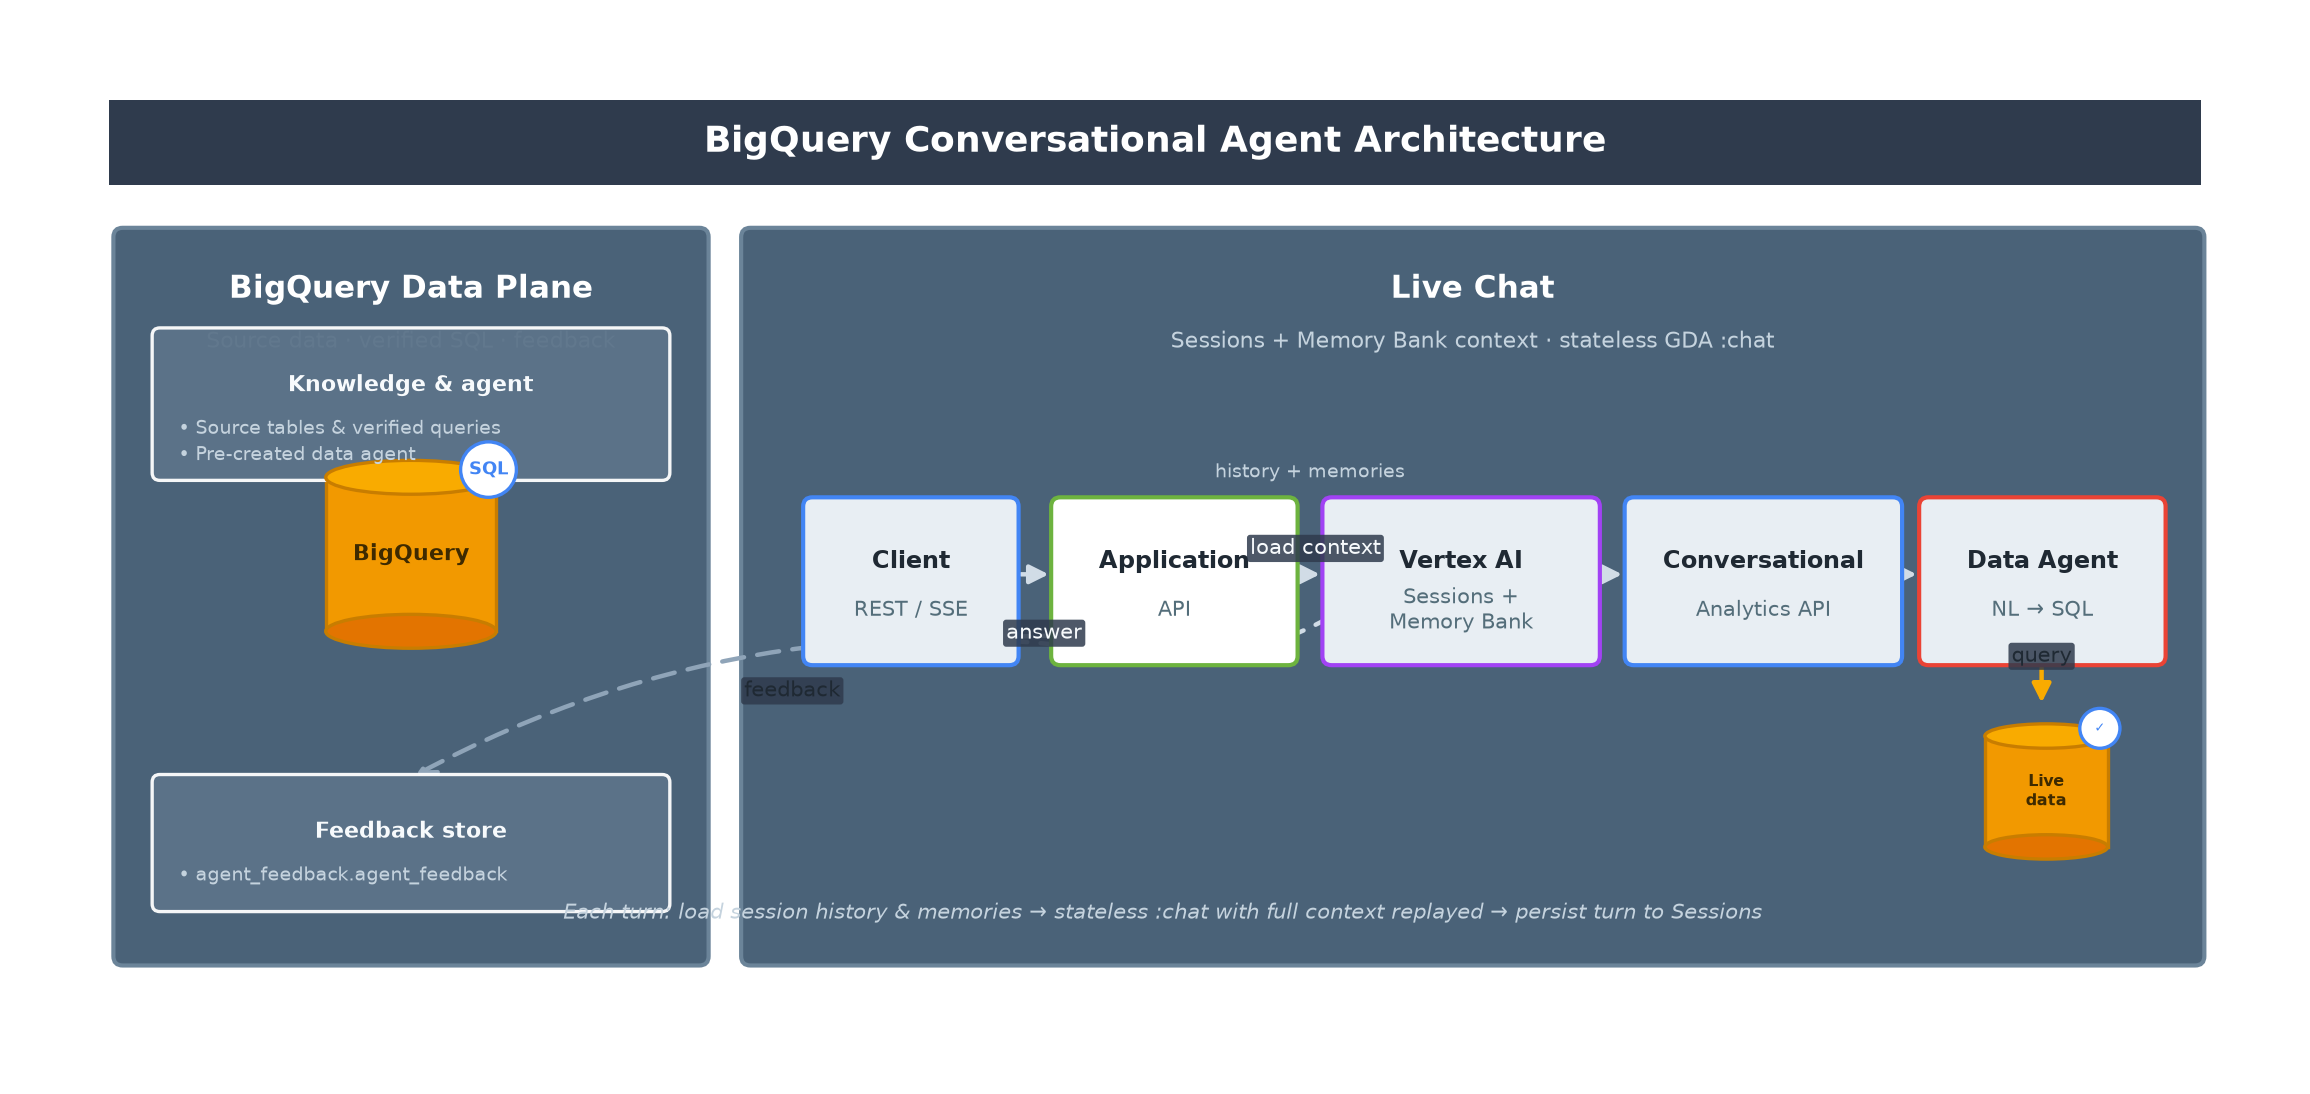 BigQuery Conversational Agent Architecture
BigQuery Data Plane
Source data · verified SQL · feedback
Knowledge & agent
• Source tables & verified queries
• Pre-created data agent
SQL
BigQuery
Feedback store
• agent_feedback.agent_feedback
Live Chat
Sessions + Memory Bank context · stateless GDA :chat
history + memories
Client
REST / SSE
answer
feedback
Application
API
load context
Vertex AI
Sessions +
Memory Bank
Conversational
Analytics API
Data Agent
NL → SQL
query
✓
Live
data
Each turn: load session history & memories → stateless :chat with full context replayed → persist turn to Sessions